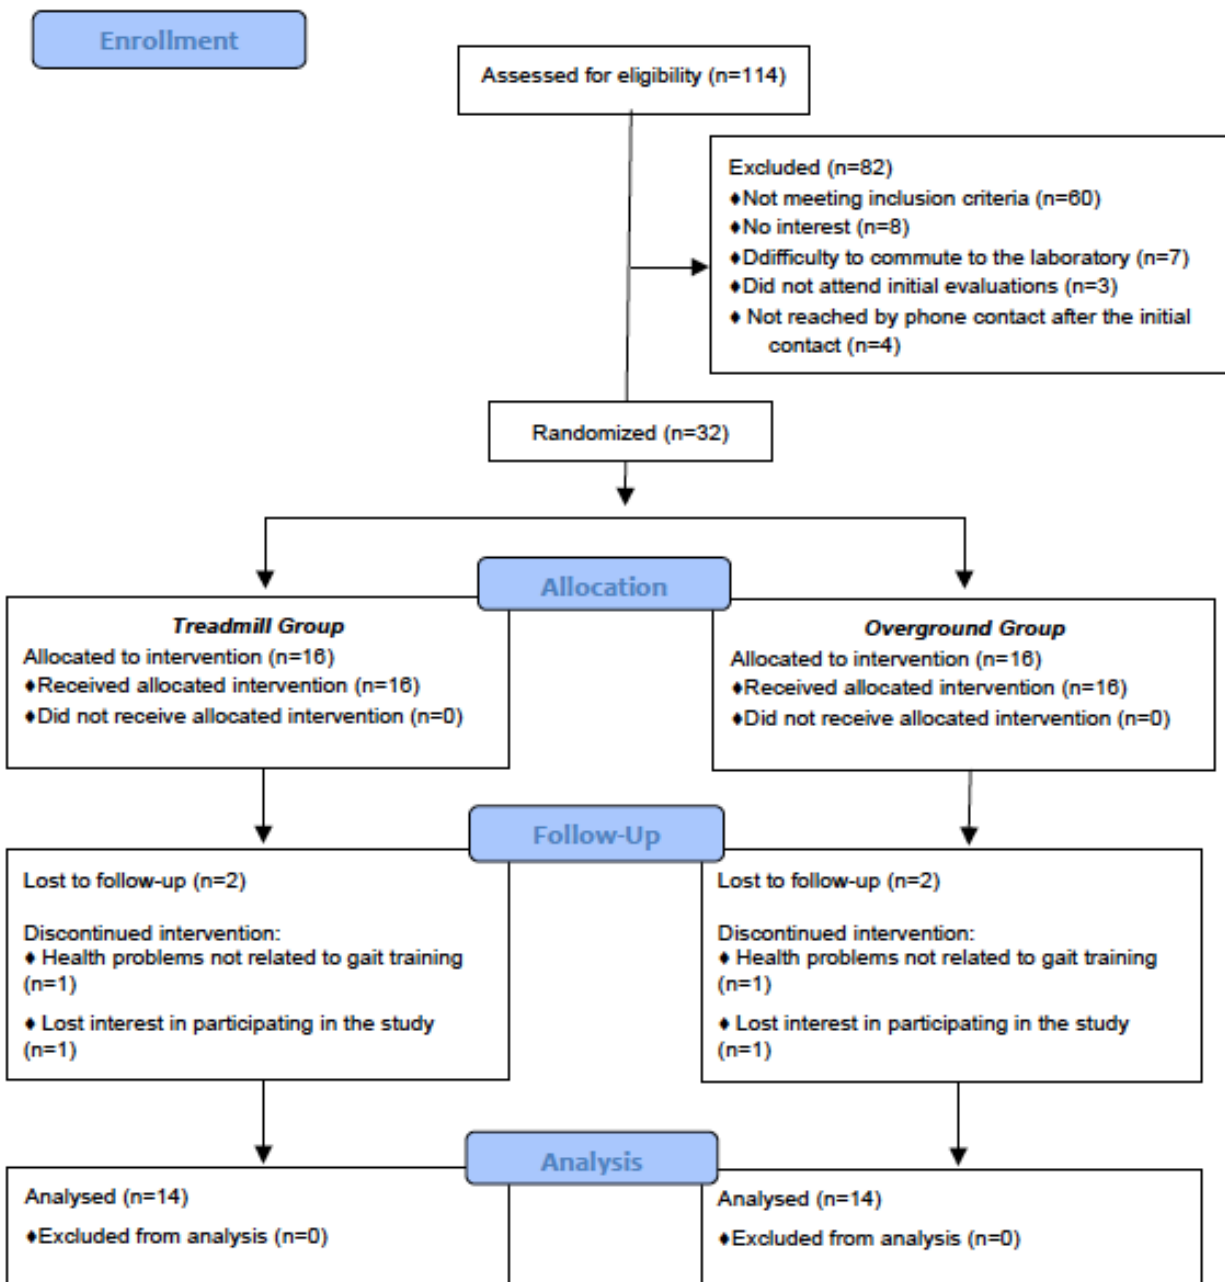 Enrollment
Assessed for eligibility (n=114)
Excluded (n=82)
♦Not meeting inclusion criteria (n=60)
♦No interest (n=8)
♦Ddifficulty to commute to the laboratory (n=7)
♦Did not attend initial evaluations (n=3)
♦ Not reached by phone contact after the initial
contact (n=4)
Randomized (n=32)
Allocation
Treadmill Group
Allocated to intervention (n=16)
♦Received allocated intervention (n=16)
♦Did not receive allocated intervention (n=0)
Overground Group
Allocated to intervention (n=16)
♦Received allocated intervention (n=16)
♦Did not receive allocated intervention (n=0)
Follow-Up
Lost to follow-up (n=2)
Discontinued intervention:
♦ Health problems not related to gait training
(n=1)
♦ Lost interest in participating in the study
(n=1)
Lost to follow-up (n=2)
Discontinued intervention:
♦ Health problems not related to gait training
(n=1)
♦ Lost interest in participating in the study
(n=1)
Analysis
Analysed (n=14)
♦Excluded from analysis (n=0)
Analysed (n=14)
♦Excluded from analysis (n=0)